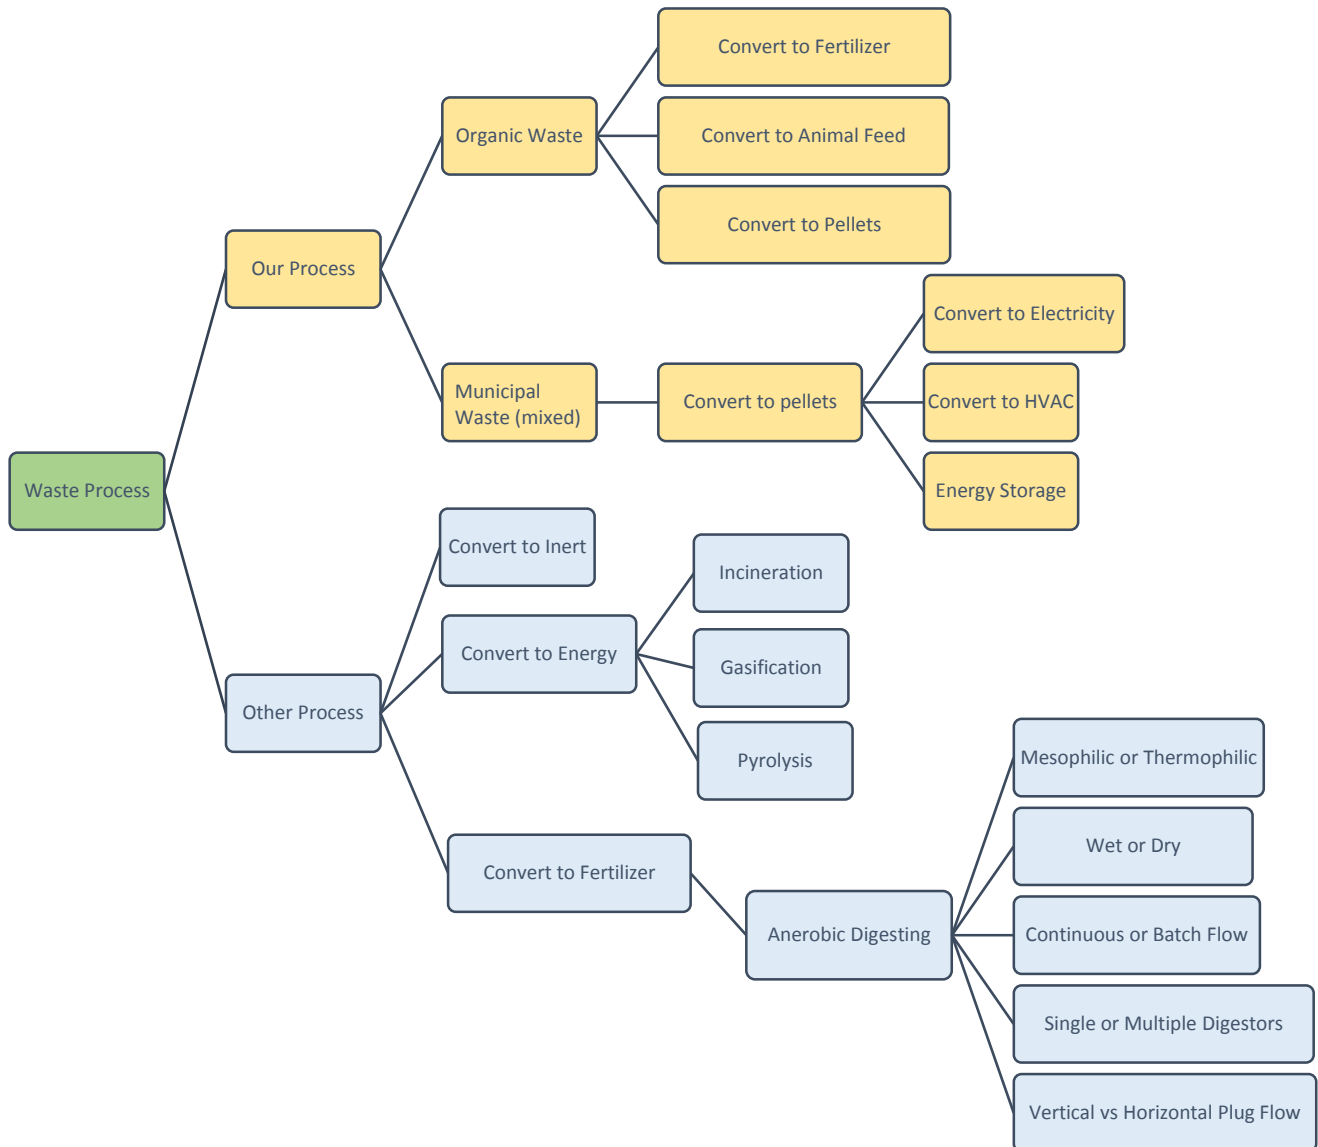 Convert to Fertilizer
Organic Waste
Convert to Animal Feed
Convert to Pellets
Our Process
Convert to Electricity
Municipal
Waste (mixed)
Convert to pellets
Convert to HVAC
Waste Process
Energy Storage
Convert to Inert
Incineration
Convert to Energy
Gasification
Other Process
Pyrolysis
Mesophilic or Thermophilic
Wet or Dry
Convert to Fertilizer
Anerobic Digesting
Continuous or Batch Flow
Single or Multiple Digestors
Vertical vs Horizontal Plug Flow